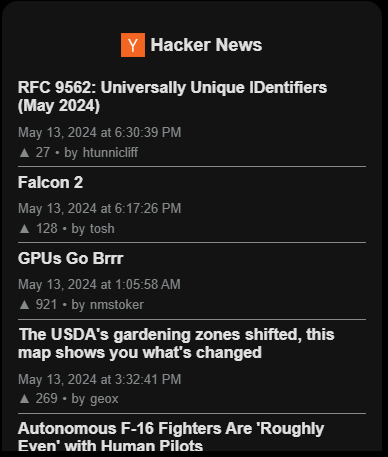 Y Hacker News
RFC 9562: Universally Unique IDentifiers
(May 2024)
May 13, 2024 at 6:30:39 PM
▲ 27 • by htunnicliff
Falcon 2
May 13, 2024 at 6:17:26 PM
▲ 128 • by tosh
GPUs Go Brrr
May 13, 2024 at 1:05:58 AM
▲ 921 • by nmstoker
The USDA's gardening zones shifted, this
map shows you what's changed
May 13, 2024 at 3:32:41 PM
▲ 269 • by geox
Autonomous F-16 Fighters Are 'Roughly
Even' with Human Pilots